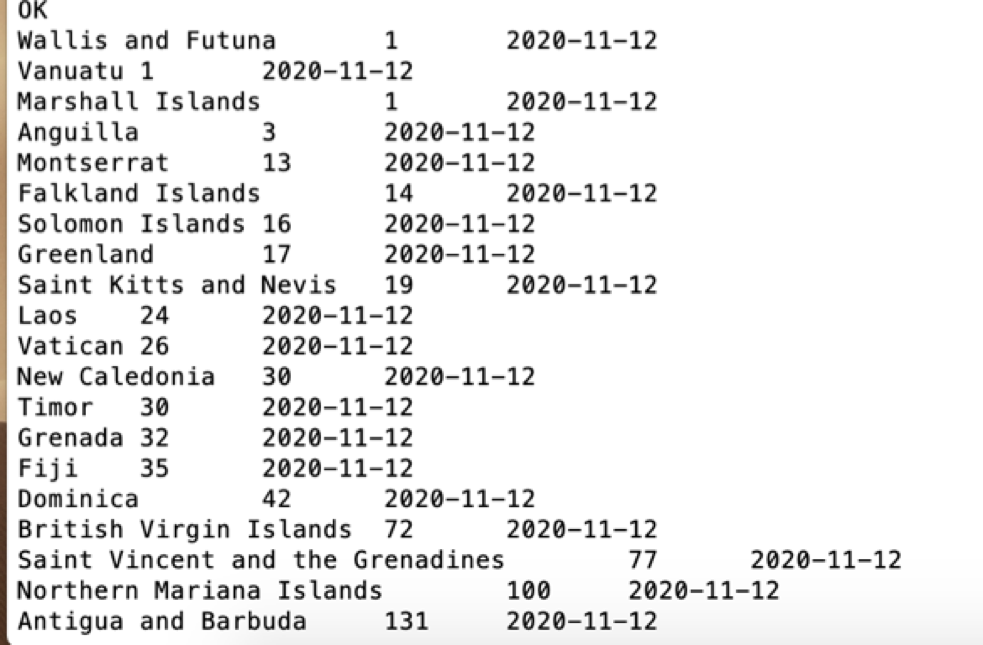 OK
Wallis and Futuna 1 2020-11-12
Vanuatu 1 2020-11-12
Marshall Islands 1 2020-11-12
Anguilla 3 2020-11-12
Montserrat 13 2020-11-12
Falkland Islands 14 2020-11-12
Solomon Islands 16 2020-11-12
Greenland 17 2020-11-12
Saint Kitts and Nevis 19 2020-11-12
Laos 24 2020-11-12
Vatican 26 2020-11-12
New Caledonia 30 2020-11-12
Timor 30 2020-11-12
Grenada 32 2020-11-12
Fiji 35 2020-11-12
Dominica 42 2020-11-12
British Virgin Islands 72 2020-11-12
Saint Vincent and the Grenadines 77 2020-11-12
Northern Mariana Islands 100 2020-11-12
Antigua and Barbuda 131 2020-11-12